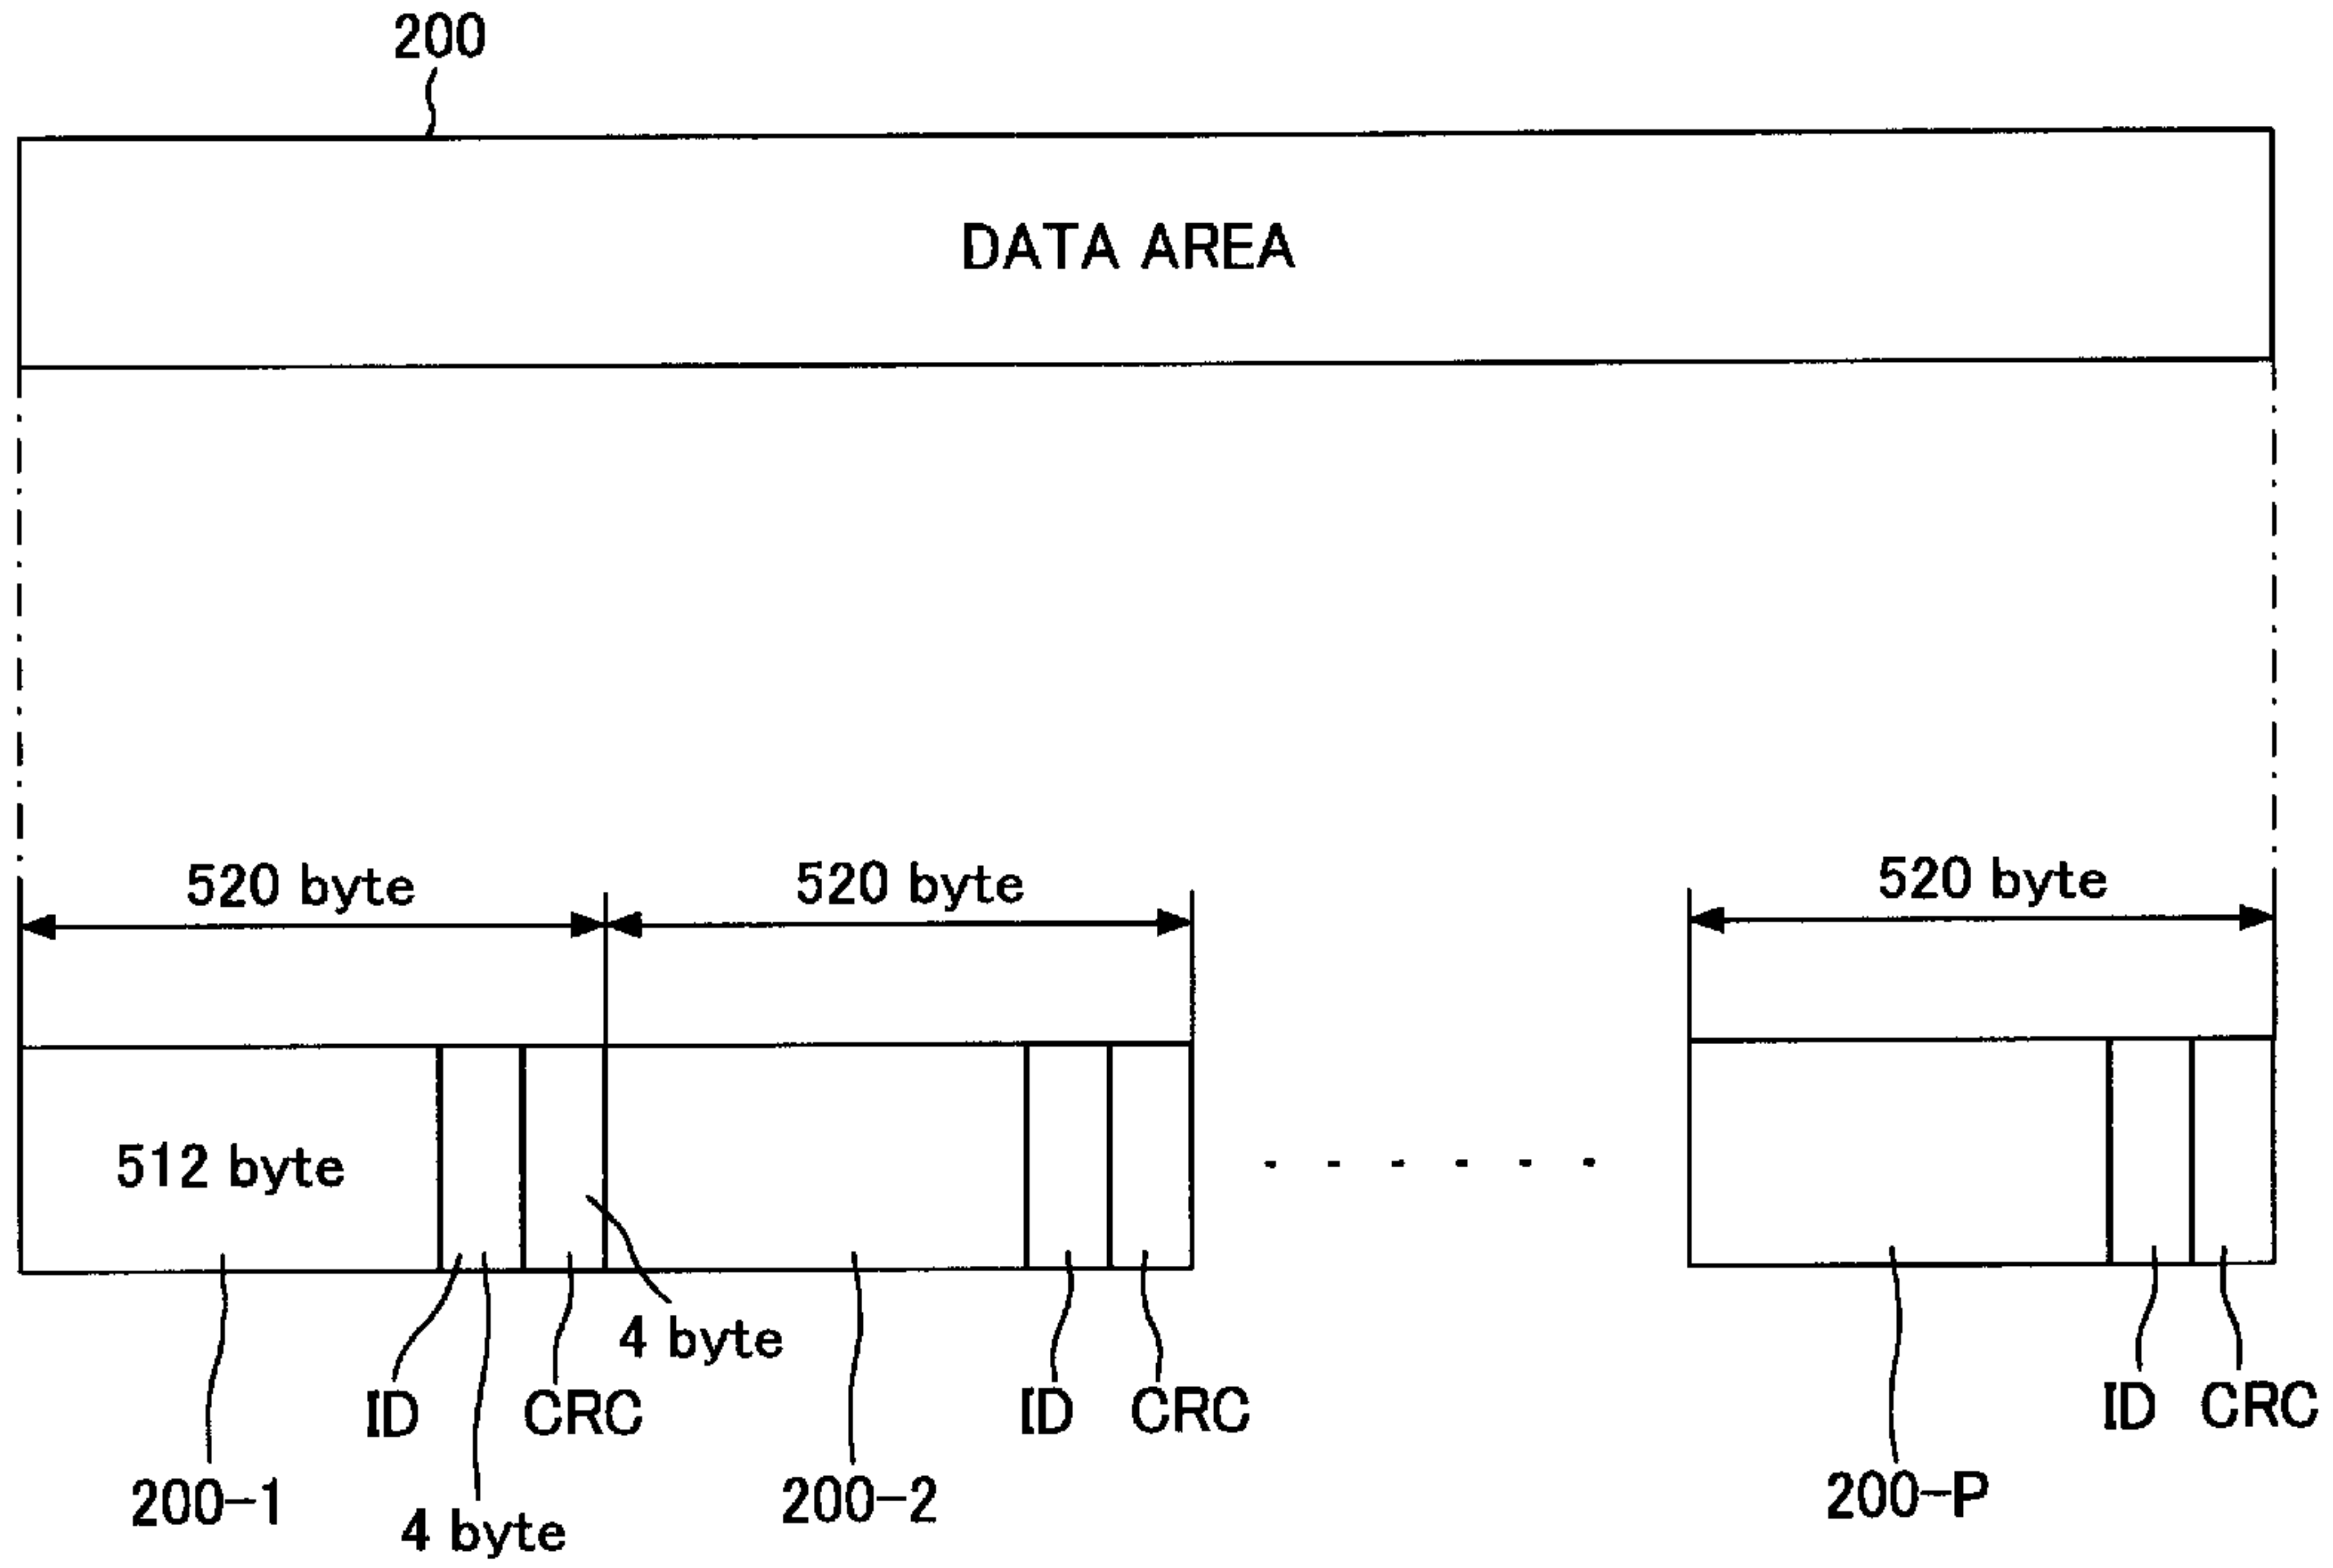 200
DATA AREA
520 byte
520 byte
520 byte
512 byte
4 byte
ID
CRC
ID
CRC
ID
CRC
200-1
4 byte
200-2
200-P